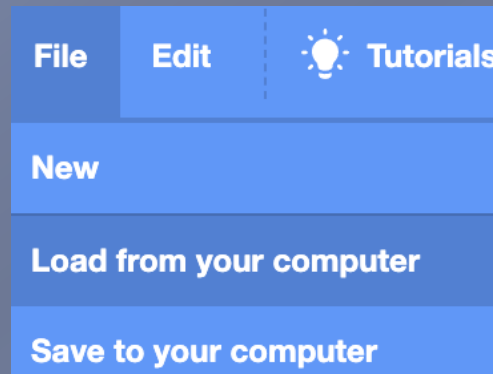 File Edit Tutorials
New
Load from your computer
Save to your computer